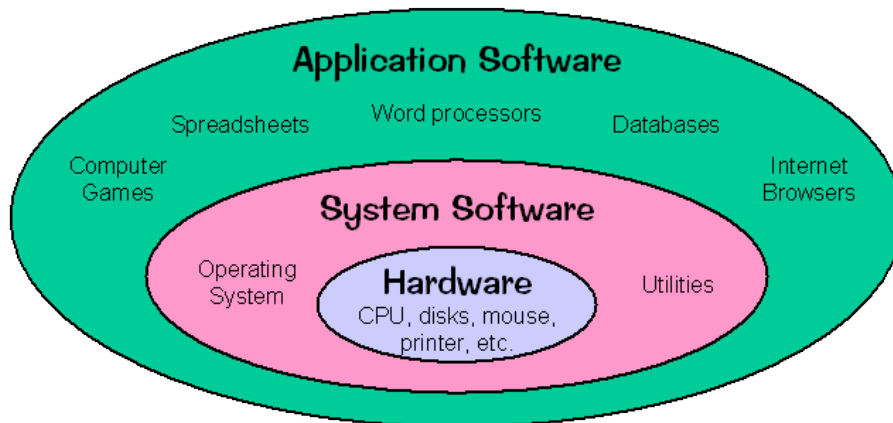 Application Software
Word processors
Spreadsheets
Databases
Computer
Games
Internet
Browsers
System Software
Operating
System
Utilities
Hardware
CPU, disks, mouse,
printer, etc.